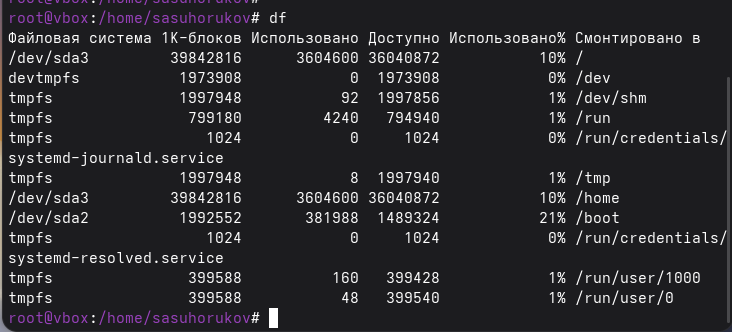 root@vbox:/home/sasuhorukov# df
Файловая система 1K-блоков Использовано Доступно Использовано% Смонтировано в
/dev/sda3 39842816 3604600 36040872 10% /
devtmpfs 1973908 0 1973908 0% /dev
tmpfs 1997948 92 1997856 1% /dev/shm
tmpfs 799180 4240 794940 1% /run
tmpfs 1024 0 1024 0% /run/credentials/
systemd-journald.service
tmpfs 1997948 8 1997940 1% /tmp
/dev/sda3 39842816 3604600 36040872 10% /home
/dev/sda2 1992552 381988 1489324 21% /boot
tmpfs 1024 0 1024 0% /run/credentials/
systemd-resolved.service
tmpfs 399588 160 399428 1% /run/user/1000
tmpfs 399588 48 399540 1% /run/user/0
root@vbox:/home/sasuhorukov#